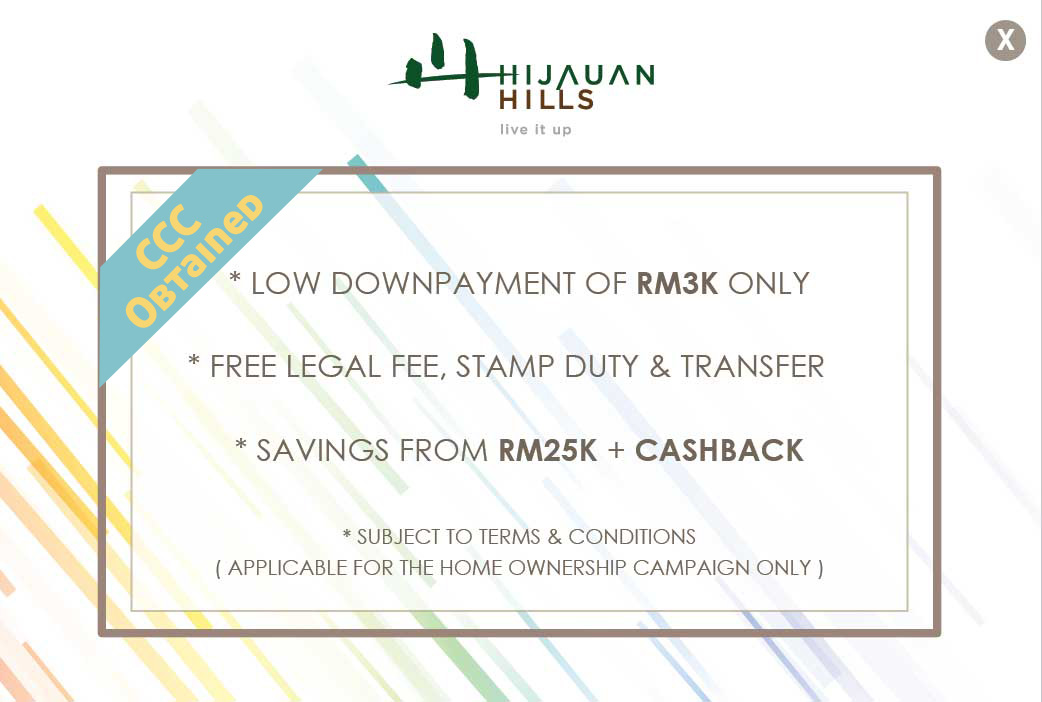 X
HIJAUAN
HILLS
live it up
CCC
Obtained
* LOW DOWNPAYMENT OF RM3K ONLY
* FREE LEGAL FEE, STAMP DUTY & TRANSFER
* SAVINGS FROM RM25K + CASHBACK
* SUBJECT TO TERMS & CONDITIONS
( APPLICABLE FOR THE HOME OWNERSHIP CAMPAIGN ONLY )